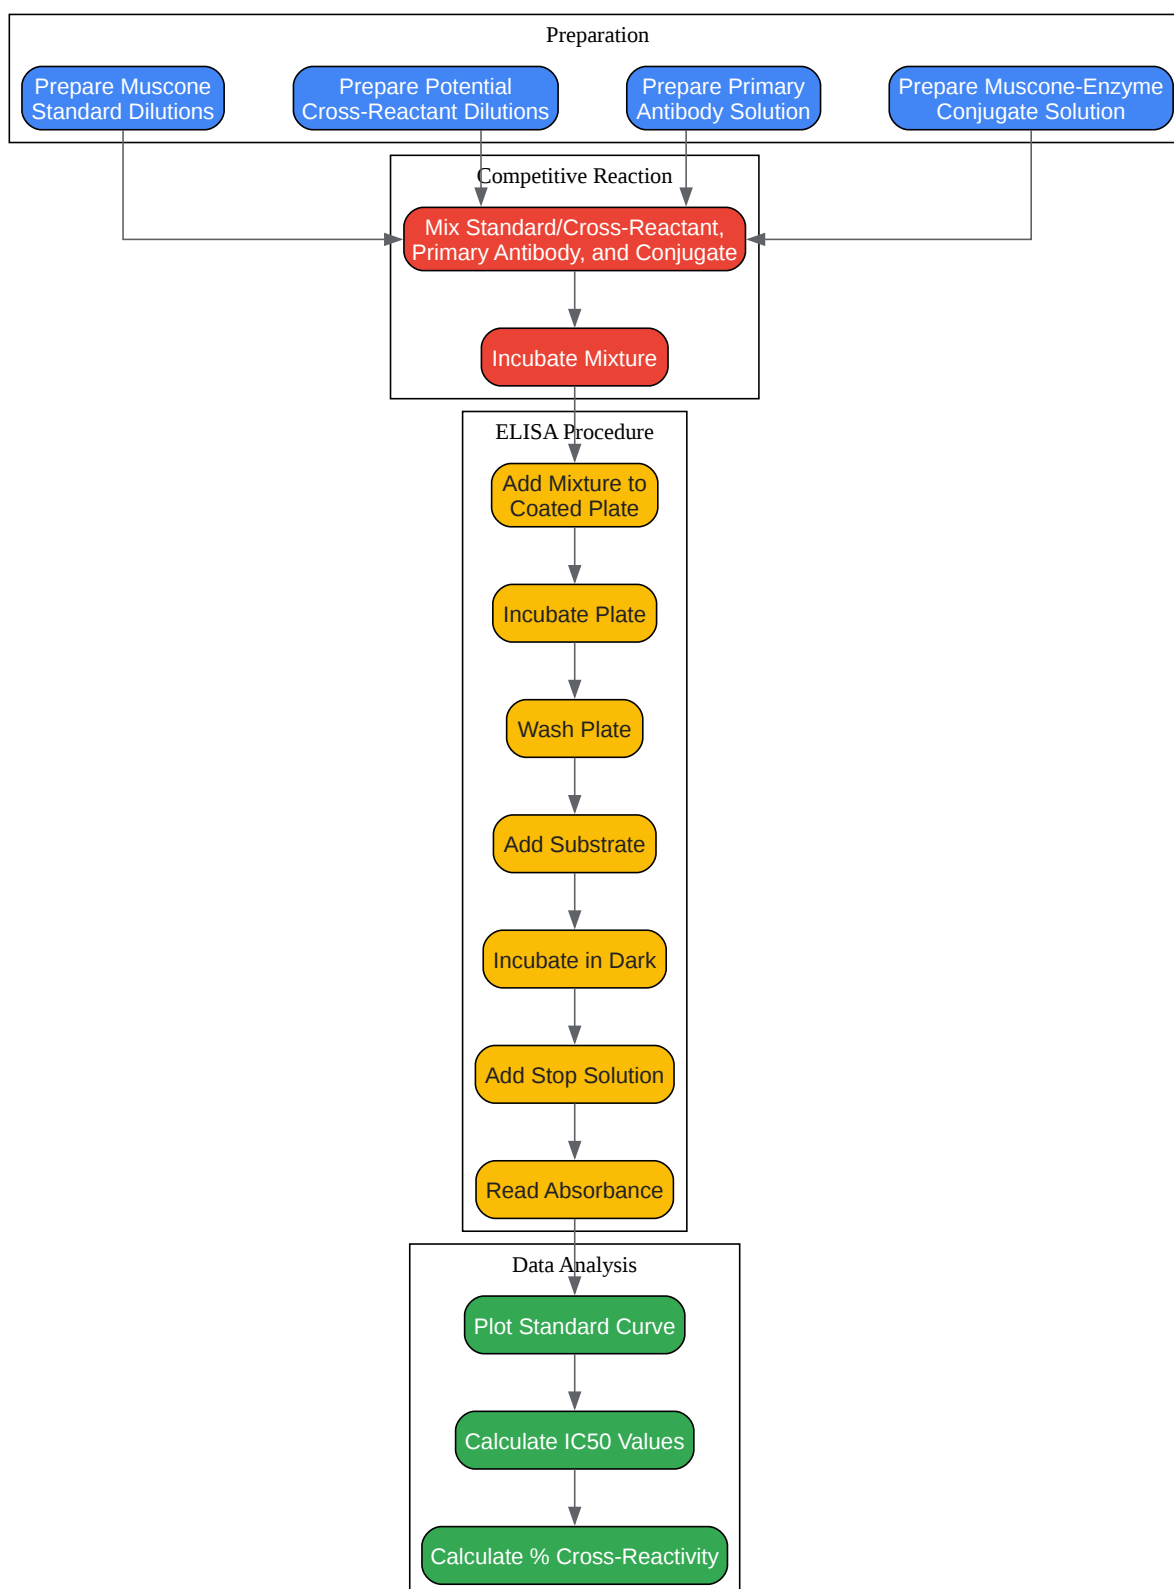 Preparation
Prepare Muscone
Standard Dilutions
Prepare Potential
Cross-Reactant Dilutions
Prepare Primary
Antibody Solution
Prepare Muscone-Enzyme
Conjugate Solution
Competitive Reaction
Mix Standard/Cross-Reactant,
Primary Antibody, and Conjugate
Incubate Mixture
ELISA Procedure
Add Mixture to
Coated Plate
Incubate Plate
Wash Plate
Add Substrate
Incubate in Dark
Add Stop Solution
Read Absorbance
Data Analysis
Plot Standard Curve
Calculate IC50 Values
Calculate % Cross-Reactivity